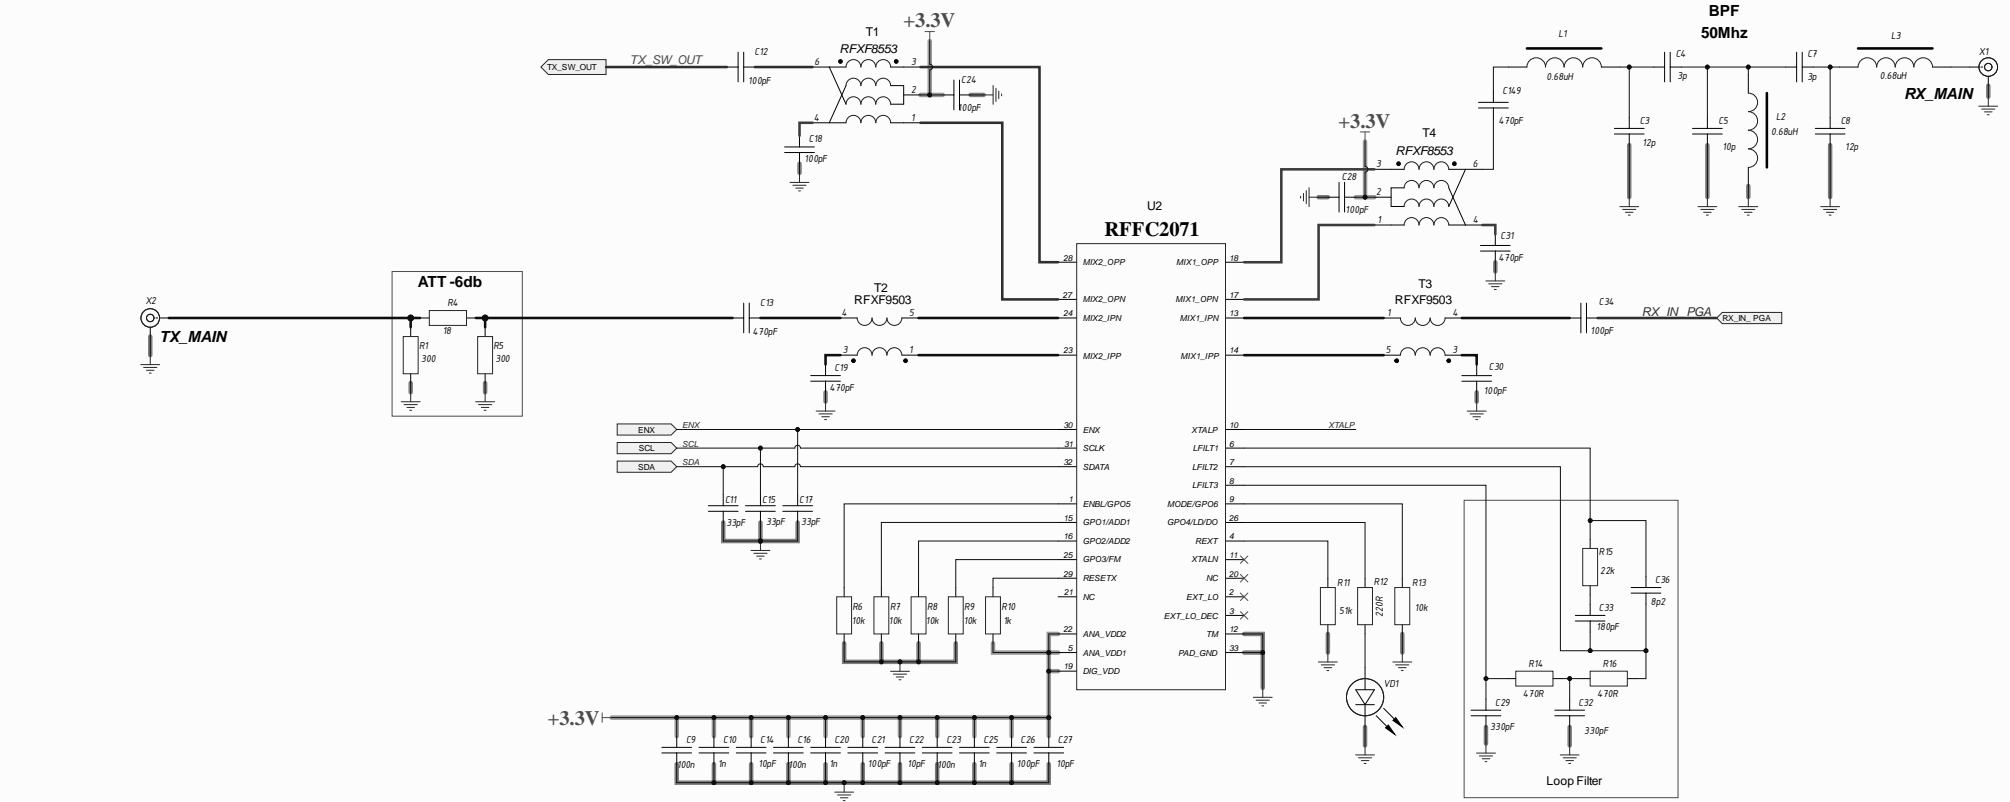 BPF
50Mhz
+3.3V
T1
RFXF8553
TX_SW_OUT
TX_SW_OUT
C12
100pF
6
3
2
4
1
C24
100pF
C18
100pF
L1
0.68uH
C4
3p
C7
3p
L3
0.68uH
X1
RX_MAIN
C149
470pF
C3
12p
C5
10p
L2
0.68uH
C8
12p
+3.3V
T4
RFXF8553
3
6
2
1
4
C28
100pF
C31
470pF
U2
RFFC2071
28
MIX2_OPP
MIX1_OPP
18
27
MIX2_OPN
MIX1_OPN
17
24
MIX2_IPN
MIX1_IPN
13
23
MIX2_IPP
MIX1_IPP
14
30
ENX
XTALP
10
XTALP
31
SCLK
LFILT1
6
32
SDATA
LFILT2
7
LFILT3
8
1
ENBL/GPO5
MODE/GPO6
9
15
GPO1/ADD1
GPO4/LD/DO
26
16
GPO2/ADD2
REXT
4
25
GPO3/FM
XTALN
11
29
RESETX
NC
20
21
NC
EXT_LO
2
EXT_LO_DEC
3
22
ANA_VDD2
TM
12
5
ANA_VDD1
PAD_GND
33
19
DIG_VDD
ATT -6db
X2
TX_MAIN
R4
18
R1
300
R5
300
C13
470pF
T2
RFXF9503
4
5
3
1
C19
470pF
T3
RFXF9503
1
4
5
3
C34
100pF
RX_IN_PGA
RX_IN_PGA
C30
100pF
ENX
ENX
SCL
SCL
SDA
SDA
C11
33pF
C15
33pF
C17
33pF
R6
10k
R7
10k
R8
10k
R9
10k
R10
1k
R11
51k
R12
220R
R13
10k
VD1
R15
22k
C36
8p2
C33
180pF
R14
470R
R16
470R
C29
330pF
C32
330pF
Loop Filter
+3.3V
C9
100n
C10
1n
C14
10pF
C16
100n
C20
1n
C21
100pF
C22
10pF
C23
100n
C25
1n
C26
100pF
C27
10pF